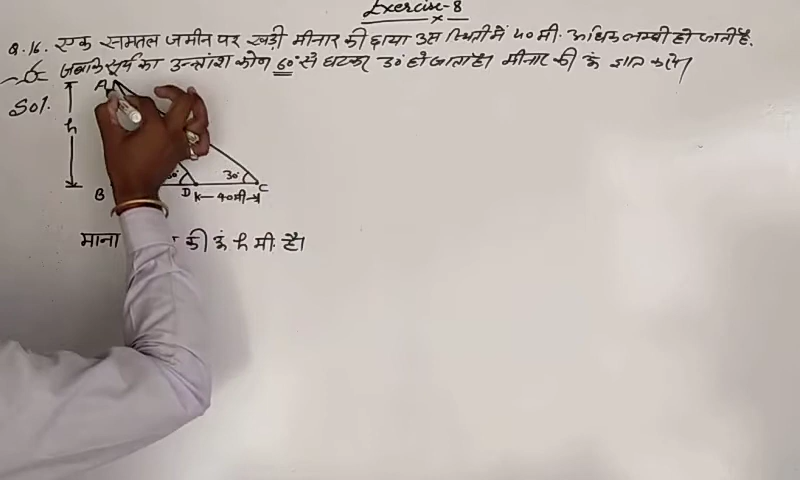 Exercise-8
Q.16. एक समतल जमीन पर खड़ी मीनार की छाया उस स्थिती में 40 मी. अधिक लम्बी हो जाती है.
जबकि सूर्य का उन्नतांश कोण 60° से घटकर 30° हो जाता है। मीनार की ऊं ज्ञात करो।
Sol.
A
h
30°
B D K— 40मी → C
माना की ऊं h मी. है।